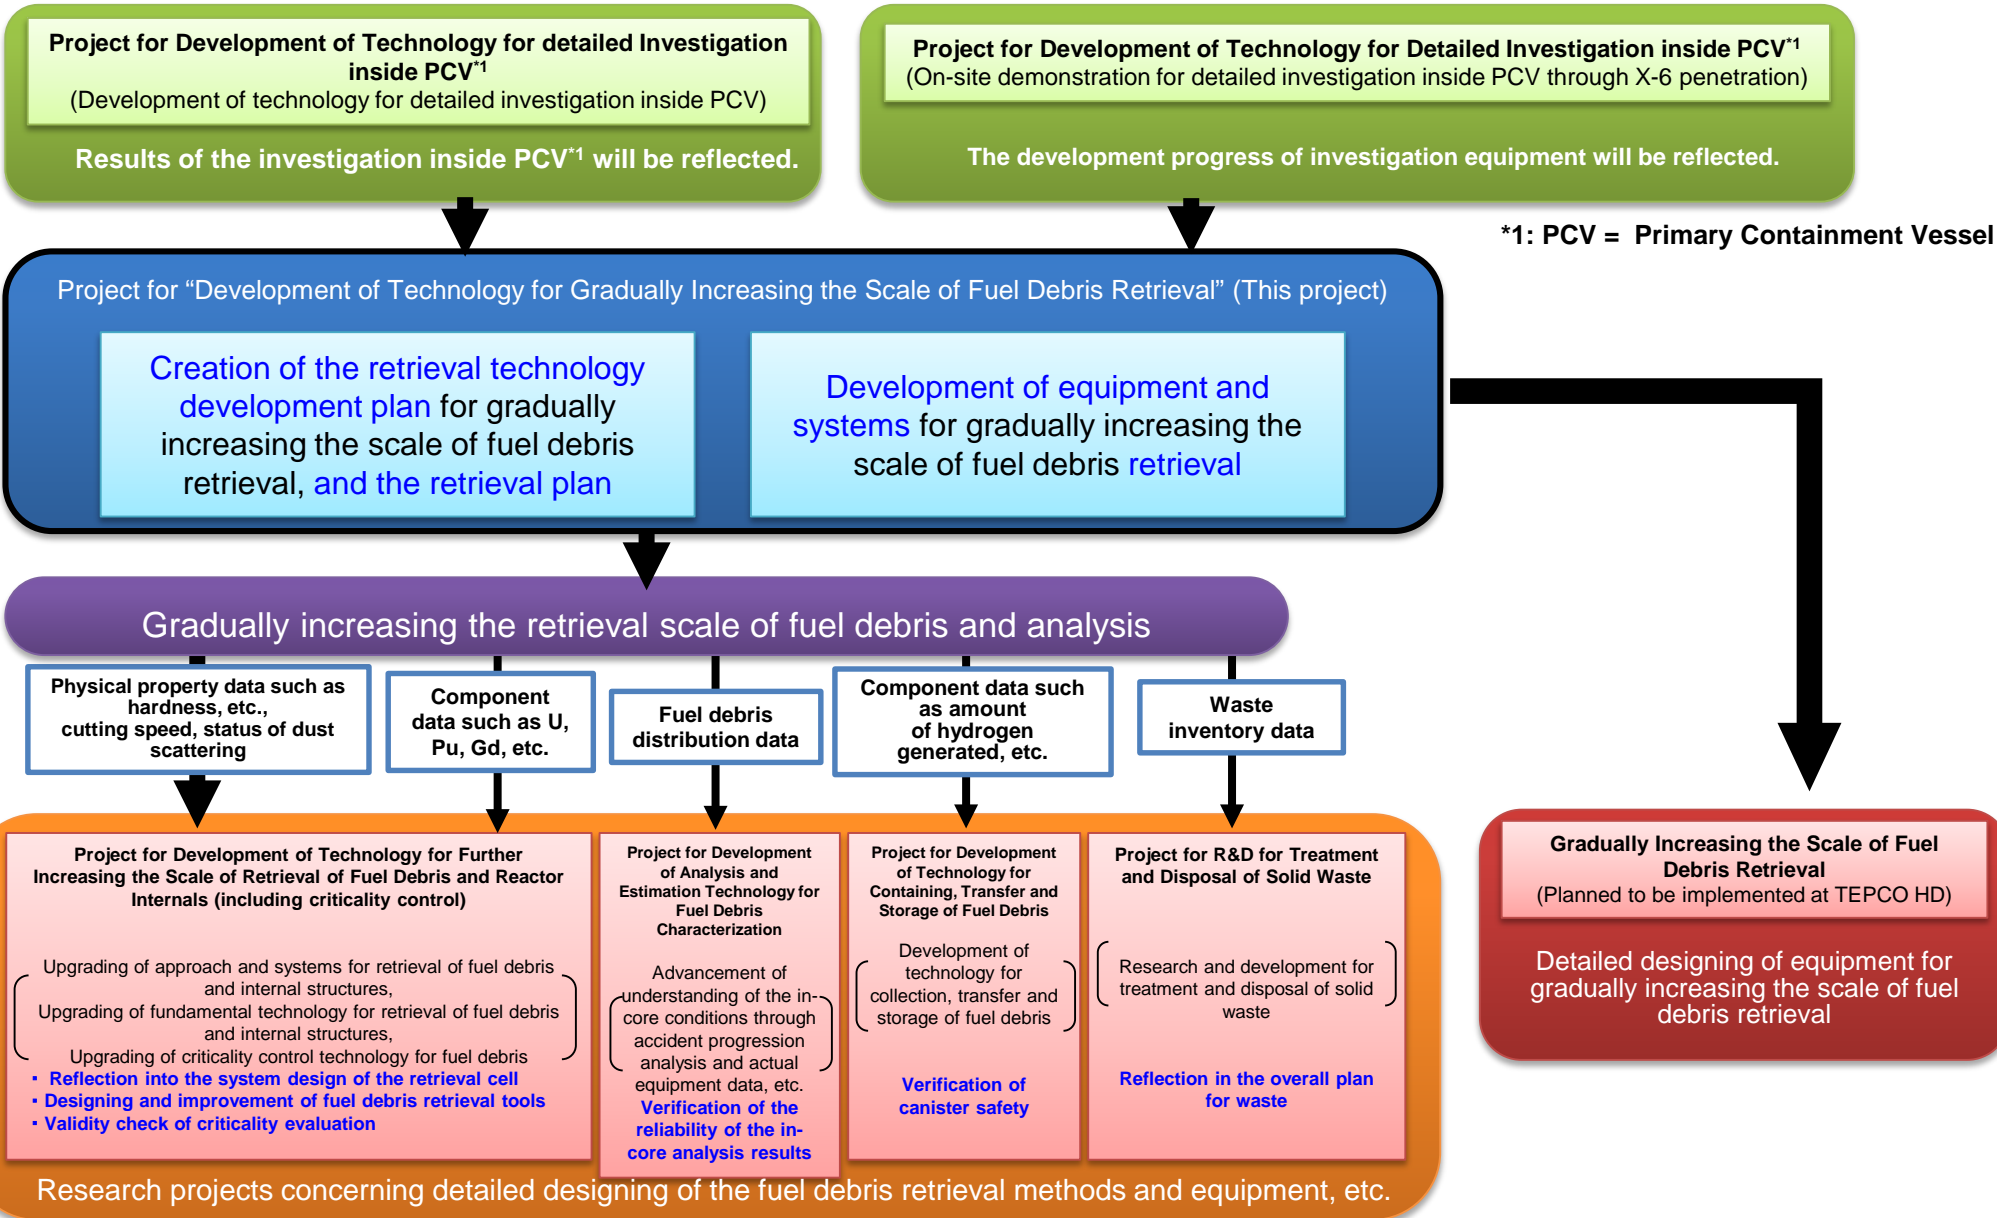 Project for Development of Technology for detailed Investigation
inside PCV*1
(Development of technology for detailed investigation inside PCV)
Results of the investigation inside PCV*1 will be reflected.
Project for Development of Technology for Detailed Investigation inside PCV*1
(On-site demonstration for detailed investigation inside PCV through X-6 penetration)
The development progress of investigation equipment will be reflected.
*1: PCV = Primary Containment Vessel
Project for “Development of Technology for Gradually Increasing the Scale of Fuel Debris Retrieval” (This project)
Creation of the retrieval technology
development plan for gradually
increasing the scale of fuel debris
retrieval, and the retrieval plan
Development of equipment and
systems for gradually increasing the
scale of fuel debris retrieval
Gradually increasing the retrieval scale of fuel debris and analysis
Physical property data such as
hardness, etc.,
cutting speed, status of dust
scattering
Component
data such as U,
Pu, Gd, etc.
Fuel debris
distribution data
Component data such
as amount
of hydrogen
generated, etc.
Waste
inventory data
Project for Development of Technology for Further
Increasing the Scale of Retrieval of Fuel Debris and Reactor
Internals (including criticality control)
Upgrading of approach and systems for retrieval of fuel debris
and internal structures,
Upgrading of fundamental technology for retrieval of fuel debris
and internal structures,
Upgrading of criticality control technology for fuel debris
・ Reflection into the system design of the retrieval cell
・ Designing and improvement of fuel debris retrieval tools
・ Validity check of criticality evaluation
Project for Development
of Analysis and
Estimation Technology for
Fuel Debris
Characterization
Advancement of
understanding of the in-
core conditions through
accident progression
analysis and actual
equipment data, etc.
Verification of the
reliability of the in-
core analysis results
Project for Development
of Technology for
Containing, Transfer and
Storage of Fuel Debris
Development of
technology for
collection, transfer and
storage of fuel debris
Verification of
canister safety
Project for R&D for Treatment
and Disposal of Solid Waste
Research and development for
treatment and disposal of solid
waste
Reflection in the overall plan
for waste
Research projects concerning detailed designing of the fuel debris retrieval methods and equipment, etc.
Gradually Increasing the Scale of Fuel
Debris Retrieval
(Planned to be implemented at TEPCO HD)
Detailed designing of equipment for
gradually increasing the scale of fuel
debris retrieval